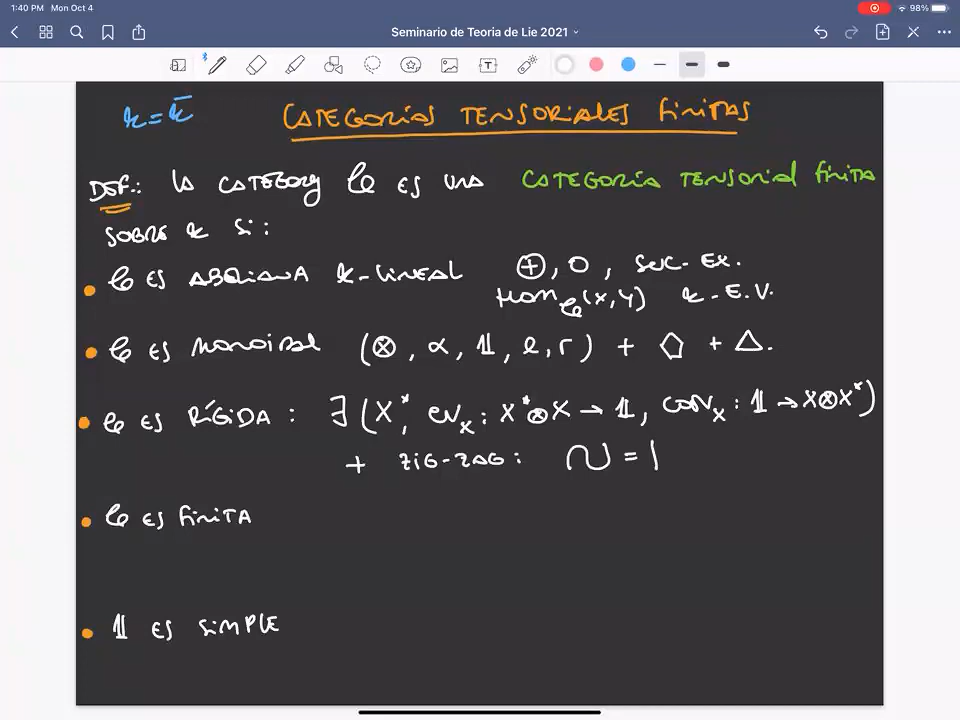 1:40 PM Mon Oct 4
98%
Seminario de Teoria de Lie 2021
k = k̄ CATEGORÍAS TENSORIALES FINITAS
DEF.: LA CATEGORY 𝒞 ES UNA CATEGORÍA TENSORIAL FINITA
SOBRE k SI:
• 𝒞 ES ABELIANA k-LINEAL ⊕, 0, SUC. EX.
Hom𝒞(X,Y) k-E.V.
• 𝒞 ES MONOIDAL (⊗, α, 𝟙, l, r) + ⬠ + △.
• 𝒞 ES RÍGIDA: ∃ (X*, evₓ: X*⊗X → 𝟙, coevₓ: 𝟙 → X⊗X*)
+ ZIG-ZAG: ∩∪ = |
• 𝒞 ES FINITA
• 𝟙 ES SIMPLE